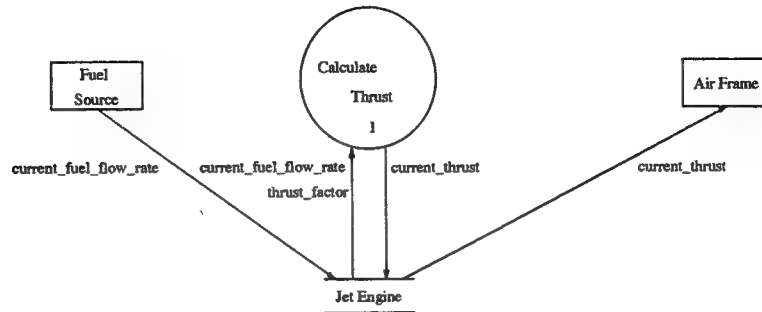 Fuel
Source
Calculate
Thrust
1
Air Frame
current_fuel_flow_rate
current_fuel_flow_rate
thrust_factor
current_thrust
current_thrust
Jet Engine